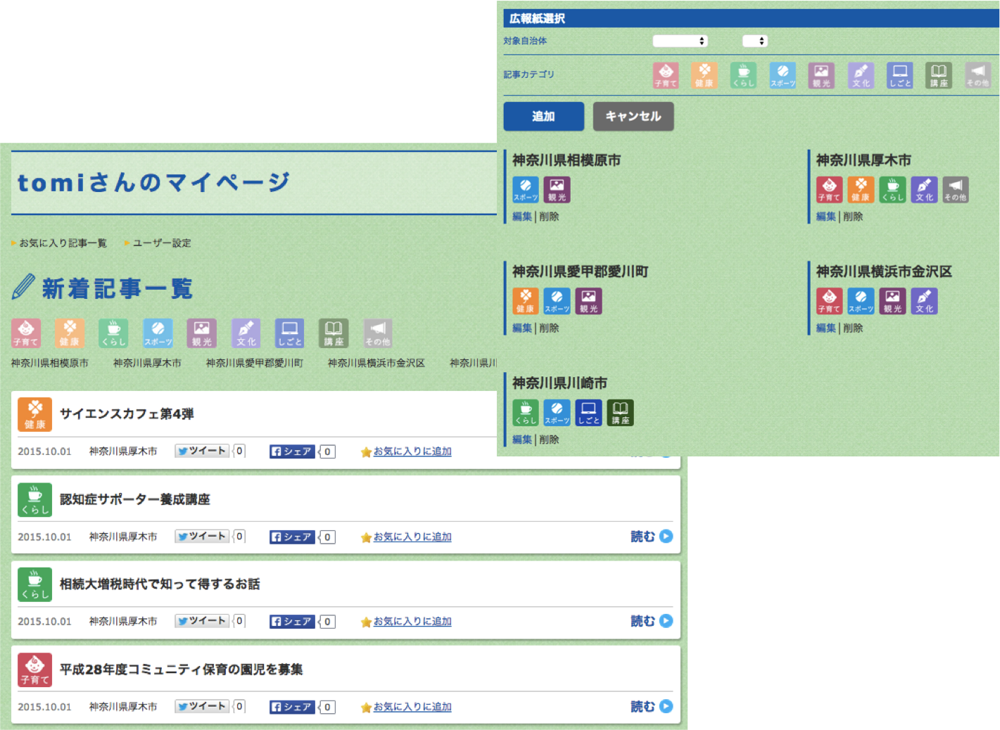 広報紙選択
対象自治体
記事カテゴリ
子育て 健康 くらし スポーツ 観光 文化 しごと 講座 その他
追加 キャンセル
神奈川県相模原市
スポーツ 観光
編集|削除
神奈川県厚木市
子育て 健康 くらし 文化 その他
編集|削除
神奈川県愛甲郡愛川町
健康 スポーツ 観光
編集|削除
神奈川県横浜市金沢区
子育て スポーツ 観光 文化
編集|削除
神奈川県川崎市
くらし スポーツ しごと 講座
編集|削除
tomiさんのマイページ
お気に入り記事一覧 ユーザー設定
新着記事一覧
子育て 健康 くらし スポーツ 観光 文化 しごと 講座 その他
神奈川県相模原市 神奈川県厚木市 神奈川県愛甲郡愛川町 神奈川県横浜市金沢区 神奈川県川
健康 サイエンスカフェ第4弾
2015.10.01 神奈川県厚木市 ツイート 0 シェア 0 お気に入りに追加
くらし 認知症サポーター養成講座
2015.10.01 神奈川県厚木市 ツイート 0 シェア 0 お気に入りに追加 読む
くらし 相続大増税時代で知って得するお話
2015.10.01 神奈川県厚木市 ツイート 0 シェア 0 お気に入りに追加 読む
子育て 平成28年度コミュニティ保育の園児を募集
2015.10.01 神奈川県厚木市 ツイート 0 シェア 0 お気に入りに追加 読む